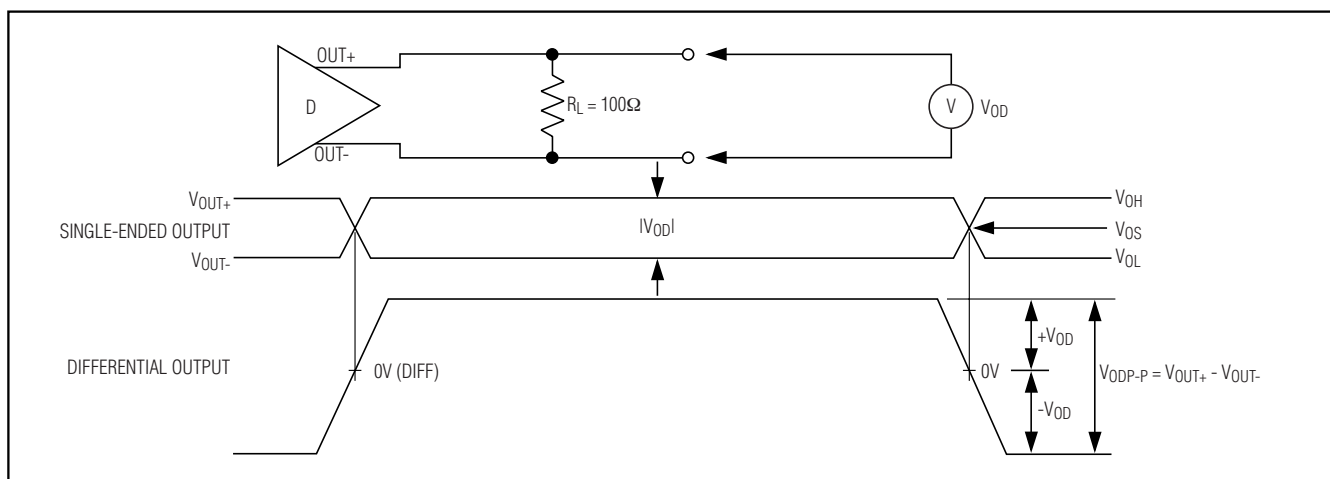 OUT+
D
R_L = 100Ω
V
V_OD
OUT-
V_OUT+
V_OH
SINGLE-ENDED OUTPUT
|V_OD|
V_OS
V_OUT-
V_OL
+V_OD
DIFFERENTIAL OUTPUT
0V (DIFF)
0V
V_ODP-P = V_OUT+ - V_OUT-
-V_OD